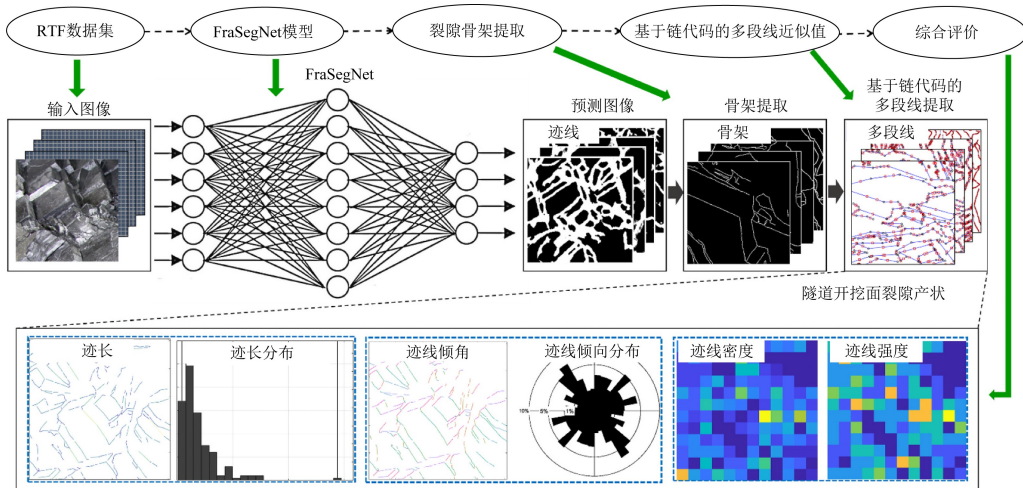 RTF数据集
FraSegNet模型
裂隙骨架提取
基于链代码的多段线近似值
综合评价
FraSegNet
输入图像
预测图像
骨架提取
基于链代码的
多段线提取
迹线
骨架
多段线
隧道开挖面裂隙产状
迹长
迹长分布
迹线倾角
迹线倾向分布
迹线密度
迹线强度
10%
5%
1%